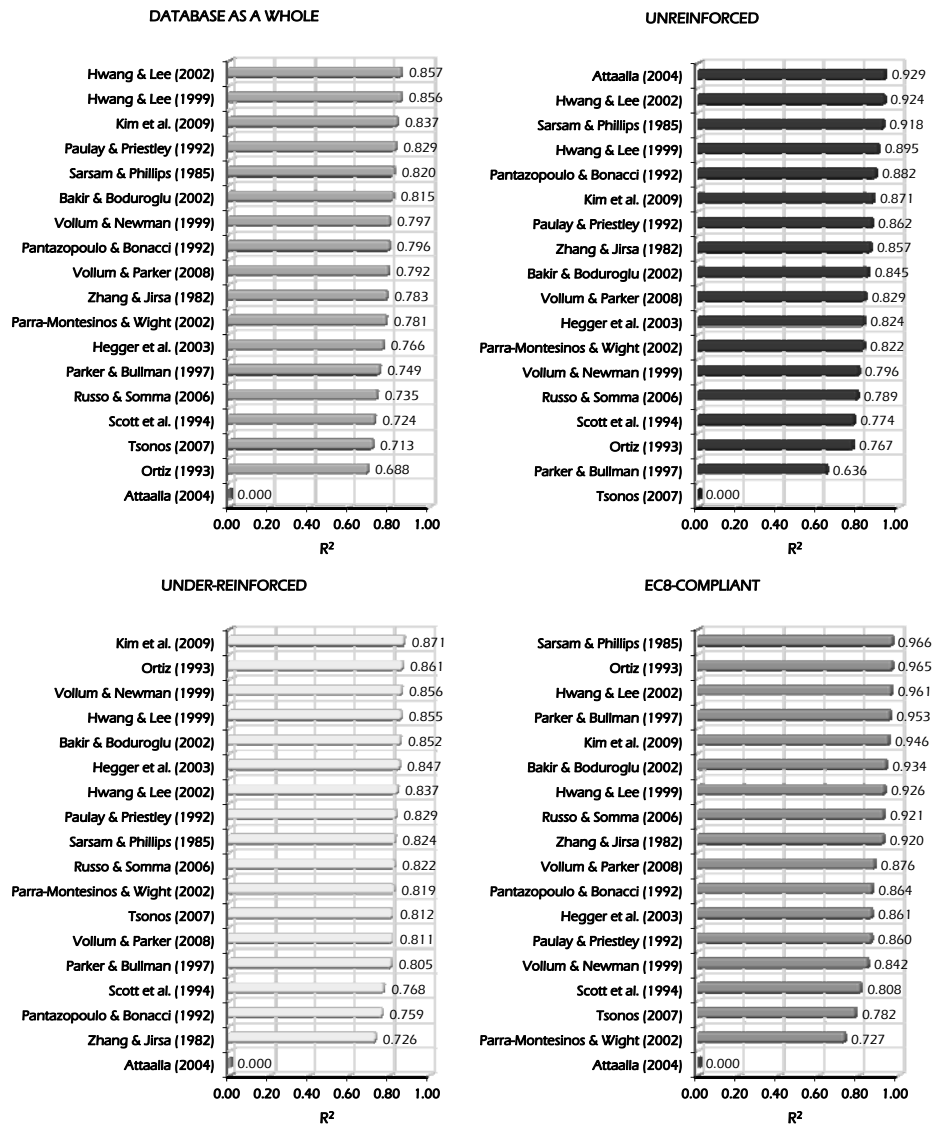 DATABASE AS A WHOLE
Hwang & Lee (2002) 0.857
Hwang & Lee (1999) 0.856
Kim et al. (2009) 0.837
Paulay & Priestley (1992) 0.829
Sarsam & Phillips (1985) 0.820
Bakir & Boduroglu (2002) 0.815
Vollum & Newman (1999) 0.797
Pantazopoulo & Bonacci (1992) 0.796
Vollum & Parker (2008) 0.792
Zhang & Jirsa (1982) 0.783
Parra-Montesinos & Wight (2002) 0.781
Hegger et al. (2003) 0.766
Parker & Bullman (1997) 0.749
Russo & Somma (2006) 0.735
Scott et al. (1994) 0.724
Tsonos (2007) 0.713
Ortiz (1993) 0.688
Attaalla (2004) 0.000
0.00 0.20 0.40 0.60 0.80 1.00
R²
UNREINFORCED
Attaalla (2004) 0.929
Hwang & Lee (2002) 0.924
Sarsam & Phillips (1985) 0.918
Hwang & Lee (1999) 0.895
Pantazopoulo & Bonacci (1992) 0.882
Kim et al. (2009) 0.871
Paulay & Priestley (1992) 0.862
Zhang & Jirsa (1982) 0.857
Bakir & Boduroglu (2002) 0.845
Vollum & Parker (2008) 0.829
Hegger et al. (2003) 0.824
Parra-Montesinos & Wight (2002) 0.822
Vollum & Newman (1999) 0.796
Russo & Somma (2006) 0.789
Scott et al. (1994) 0.774
Ortiz (1993) 0.767
Parker & Bullman (1997) 0.636
Tsonos (2007) 0.000
0.00 0.20 0.40 0.60 0.80 1.00
R²
UNDER-REINFORCED
Kim et al. (2009) 0.871
Ortiz (1993) 0.861
Vollum & Newman (1999) 0.856
Hwang & Lee (1999) 0.855
Bakir & Boduroglu (2002) 0.852
Hegger et al. (2003) 0.847
Hwang & Lee (2002) 0.837
Paulay & Priestley (1992) 0.829
Sarsam & Phillips (1985) 0.824
Russo & Somma (2006) 0.822
Parra-Montesinos & Wight (2002) 0.819
Tsonos (2007) 0.812
Vollum & Parker (2008) 0.811
Parker & Bullman (1997) 0.805
Scott et al. (1994) 0.768
Pantazopoulo & Bonacci (1992) 0.759
Zhang & Jirsa (1982) 0.726
Attaalla (2004) 0.000
0.00 0.20 0.40 0.60 0.80 1.00
R²
EC8-COMPLIANT
Sarsam & Phillips (1985) 0.966
Ortiz (1993) 0.965
Hwang & Lee (2002) 0.961
Parker & Bullman (1997) 0.953
Kim et al. (2009) 0.946
Bakir & Boduroglu (2002) 0.934
Hwang & Lee (1999) 0.926
Russo & Somma (2006) 0.921
Zhang & Jirsa (1982) 0.920
Vollum & Parker (2008) 0.876
Pantazopoulo & Bonacci (1992) 0.864
Hegger et al. (2003) 0.861
Paulay & Priestley (1992) 0.860
Vollum & Newman (1999) 0.842
Scott et al. (1994) 0.808
Tsonos (2007) 0.782
Parra-Montesinos & Wight (2002) 0.727
Attaalla (2004) 0.000
0.00 0.20 0.40 0.60 0.80 1.00
R²